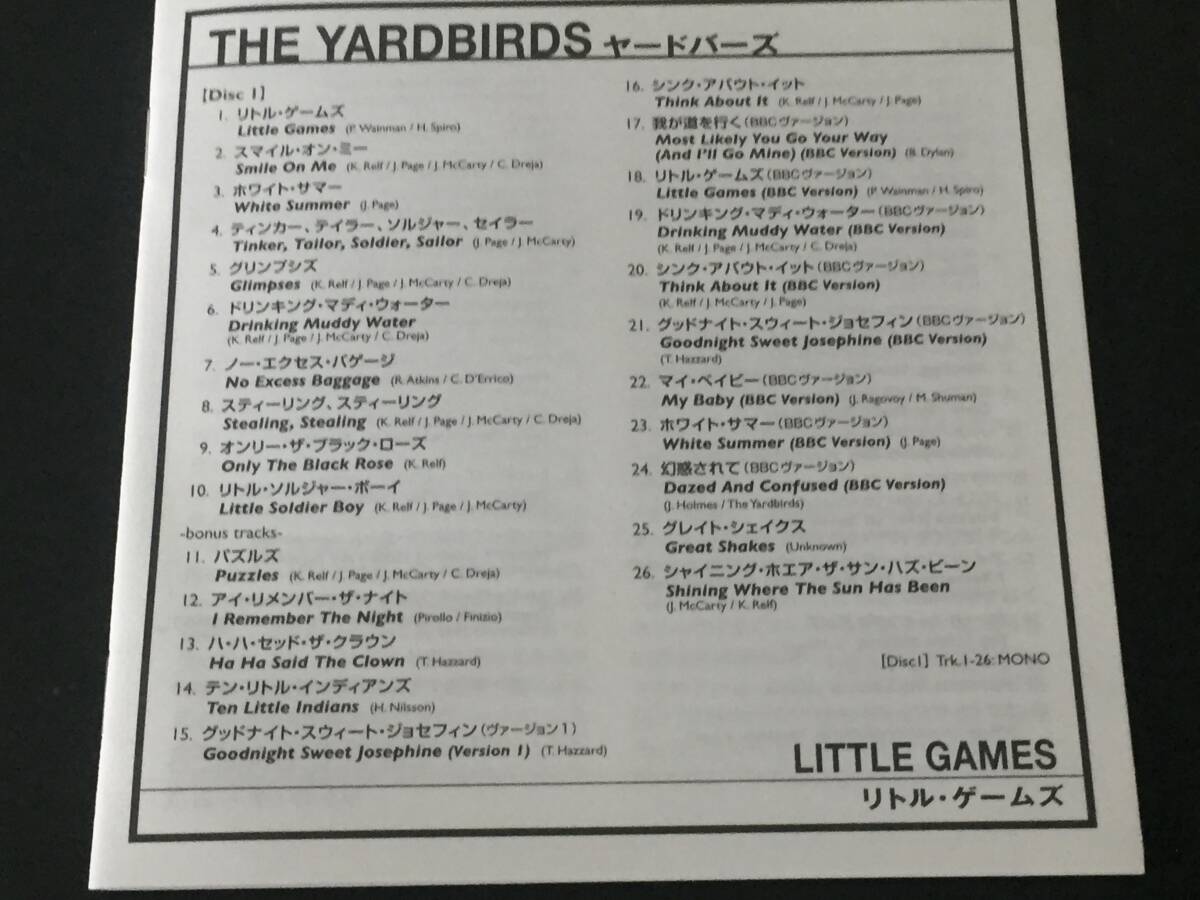 THE YARDBIRDS ヤードバーズ
[Disc 1]
1. リトル・ゲームズ
Little Games (P. Wainman / H. Spiro)
2. スマイル・オン・ミー
Smile On Me (K. Relf / J. Page / J. McCarty / C. Dreja)
3. ホワイト・サマー
White Summer (J. Page)
4. ティンカー、テイラー、ソルジャー、セイラー
Tinker, Tailor, Soldier, Sailor (J. Page / J. McCarty)
5. グリンプシズ
Glimpses (K. Relf / J. Page / J. McCarty / C. Dreja)
6. ドリンキング・マディ・ウォーター
Drinking Muddy Water
(K. Relf / J. Page / J. McCarty / C. Dreja)
7. ノー・エクセス・バゲージ
No Excess Baggage (R. Atkins / C. D'Errico)
8. スティーリング、スティーリング
Stealing, Stealing (K. Relf / J. Page / J. McCarty / C. Dreja)
9. オンリー・ザ・ブラック・ローズ
Only The Black Rose (K. Relf)
10. リトル・ソルジャー・ボーイ
Little Soldier Boy (K. Relf / J. Page / J. McCarty)
-bonus tracks-
11. パズルズ
Puzzles (K. Relf / J. Page / J. McCarty / C. Dreja)
12. アイ・リメンバー・ザ・ナイト
I Remember The Night (Pirollo / Finizio)
13. ハ・ハ・セッド・ザ・クラウン
Ha Ha Said The Clown (T. Hazzard)
14. テン・リトル・インディアンズ
Ten Little Indians (H. Nilsson)
15. グッドナイト・スウィート・ジョセフィン(ヴァージョン1)
Goodnight Sweet Josephine (Version 1) (T. Hazzard)
16. シンク・アバウト・イット
Think About It (K. Relf / J. McCarty / J. Page)
17. 我が道を行く(BBCヴァージョン)
Most Likely You Go Your Way
(And I'll Go Mine) (BBC Version) (B. Dylan)
18. リトル・ゲームズ(BBCヴァージョン)
Little Games (BBC Version) (P. Wainman / H. Spiro)
19. ドリンキング・マディ・ウォーター(BBCヴァージョン)
Drinking Muddy Water (BBC Version)
(K. Relf / J. Page / J. McCarty / C. Dreja)
20. シンク・アバウト・イット(BBCヴァージョン)
Think About It (BBC Version)
(K. Relf / J. McCarty / J. Page)
21. グッドナイト・スウィート・ジョセフィン(BBCヴァージョン)
Goodnight Sweet Josephine (BBC Version)
(T. Hazzard)
22. マイ・ベイビー(BBCヴァージョン)
My Baby (BBC Version) (J. Ragovoy / M. Shuman)
23. ホワイト・サマー(BBCヴァージョン)
White Summer (BBC Version) (J. Page)
24. 幻惑されて(BBCヴァージョン)
Dazed And Confused (BBC Version)
(J. Holmes / The Yardbirds)
25. グレイト・シェイクス
Great Shakes (Unknown)
26. シャイニング・ホエア・ザ・サン・ハズ・ビーン
Shining Where The Sun Has Been
(J. McCarty / K. Relf)
[Disc1] Trk.1-26: MONO
LITTLE GAMES
リトル・ゲームズ